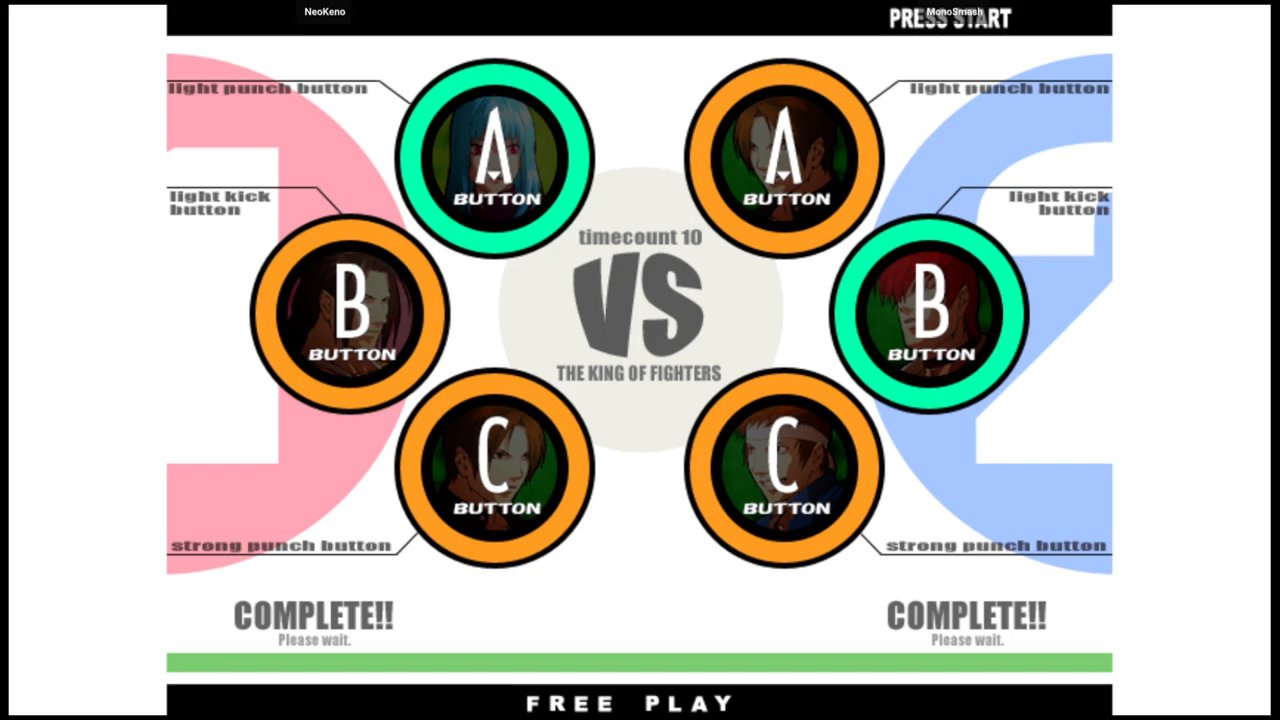 NeoKeno
MonoSmash
PRESS START
light punch button
light punch button
A
BUTTON
A
BUTTON
light kick
button
light kick
button
timecount 10
VS
THE KING OF FIGHTERS
B
BUTTON
B
BUTTON
C
BUTTON
C
BUTTON
strong punch button
strong punch button
COMPLETE!!
Please wait.
COMPLETE!!
Please wait.
FREE PLAY
1
2